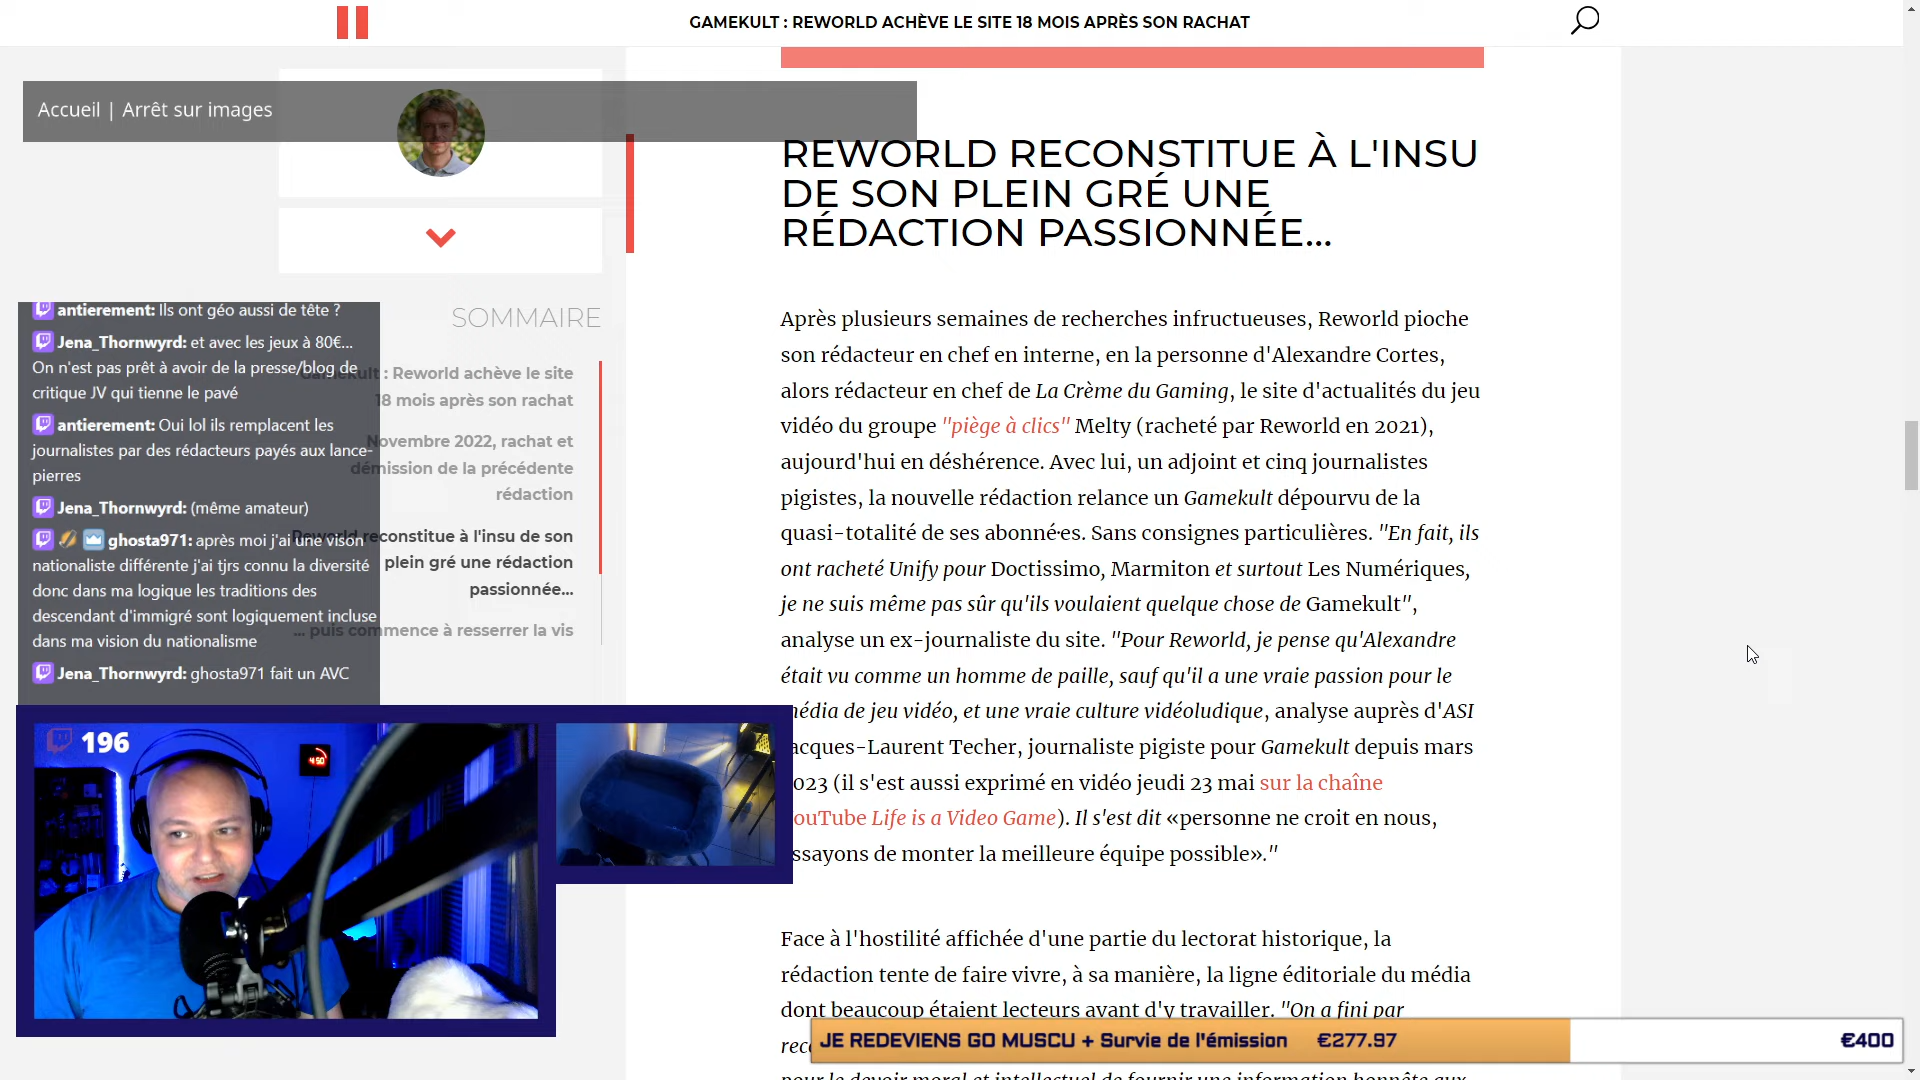 GAMEKULT : REWORLD ACHÈVE LE SITE 18 MOIS APRÈS SON RACHAT
Accueil | Arrêt sur images
SOMMAIRE
Gamekult : Reworld achève le site
18 mois après son rachat
Novembre 2022, rachat et
démission de la précédente
rédaction
Reworld reconstitue à l'insu de son
plein gré une rédaction
passionnée...
... puis commence à resserrer la vis
antierement: Ils ont géo aussi de tête ?
Jena_Thornwyrd: et avec les jeux à 80€...
On n'est pas prêt à avoir de la presse/blog de
critique JV qui tienne le pavé
antierement: Oui lol ils remplacent les
journalistes par des rédacteurs payés aux lance-
pierres
Jena_Thornwyrd: (même amateur)
ghosta971: après moi j'ai une vison
nationaliste différente j'ai tjrs connu la diversité
donc dans ma logique les traditions des
descendant d'immigré sont logiquement incluse
dans ma vision du nationalisme
Jena_Thornwyrd: ghosta971 fait un AVC
196
REWORLD RECONSTITUE À L'INSU
DE SON PLEIN GRÉ UNE
RÉDACTION PASSIONNÉE...
Après plusieurs semaines de recherches infructueuses, Reworld pioche
son rédacteur en chef en interne, en la personne d'Alexandre Cortes,
alors rédacteur en chef de La Crème du Gaming, le site d'actualités du jeu
vidéo du groupe "piège à clics" Melty (racheté par Reworld en 2021),
aujourd'hui en déshérence. Avec lui, un adjoint et cinq journalistes
pigistes, la nouvelle rédaction relance un Gamekult dépourvu de la
quasi-totalité de ses abonné·es. Sans consignes particulières. "En fait, ils
ont racheté Unify pour Doctissimo, Marmiton et surtout Les Numériques,
je ne suis même pas sûr qu'ils voulaient quelque chose de Gamekult",
analyse un ex-journaliste du site. "Pour Reworld, je pense qu'Alexandre
était vu comme un homme de paille, sauf qu'il a une vraie passion pour le
média de jeu vidéo, et une vraie culture vidéoludique, analyse auprès d'ASI
Jacques-Laurent Techer, journaliste pigiste pour Gamekult depuis mars
2023 (il s'est aussi exprimé en vidéo jeudi 23 mai sur la chaîne
YouTube Life is a Video Game). Il s'est dit «personne ne croit en nous,
essayons de monter la meilleure équipe possible»."
Face à l'hostilité affichée d'une partie du lectorat historique, la
rédaction tente de faire vivre, à sa manière, la ligne éditoriale du média
dont beaucoup étaient lecteurs avant d'y travailler. "On a fini par
JE REDEVIENS GO MUSCU + Survie de l'émission €277.97 €400
pour le devoir moral et intellectuel de fournir une information honnête aux